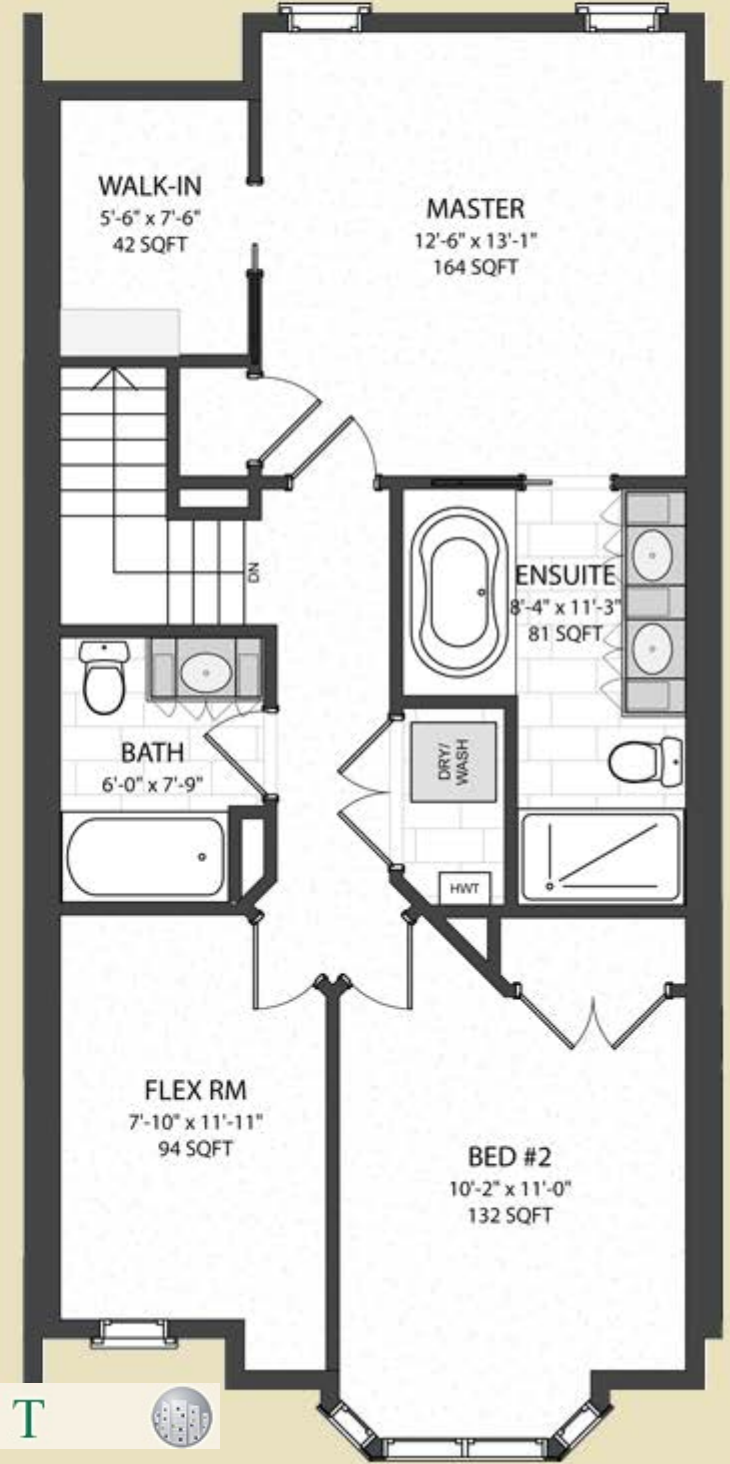 WALK-IN
5'-6" x 7'-6"
42 SQFT
MASTER
12'-6" x 13'-1"
164 SQFT
DN
ENSUITE
8'-4" x 11'-3"
81 SQFT
BATH
6'-0" x 7'-9"
DRY/
WASH
HWT
FLEX RM
7'-10" x 11'-11"
94 SQFT
BED #2
10'-2" x 11'-0"
132 SQFT
T